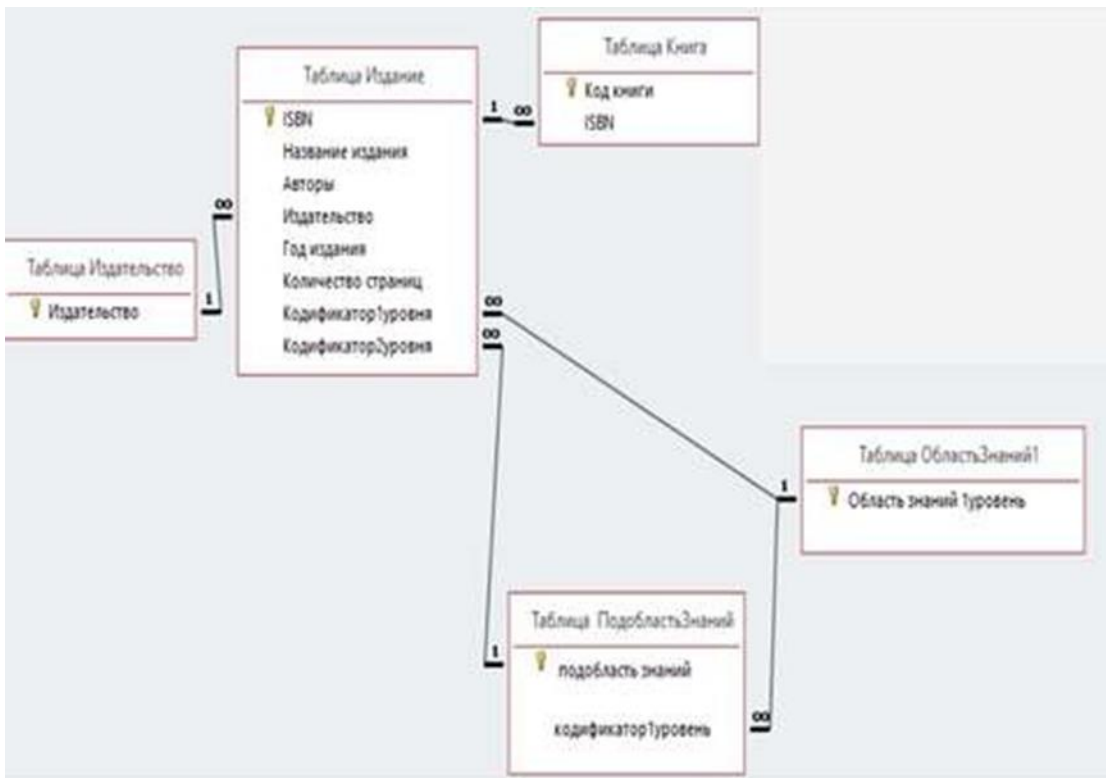 Таблица Издание
ISBN
Название издания
Авторы
Издательство
Год издания
Количество страниц
Кодификатор1уровня
Кодификатор2уровня
Таблица Книга
Код книги
ISBN
1
∞
∞
1
Таблица Издательство
Издательство
∞
∞
Таблица ОбластьЗнаний1
Область знаний 1уровень
1
Таблица ПодобластьЗнаний
подобласть знаний
кодификатор1уровень
1
∞